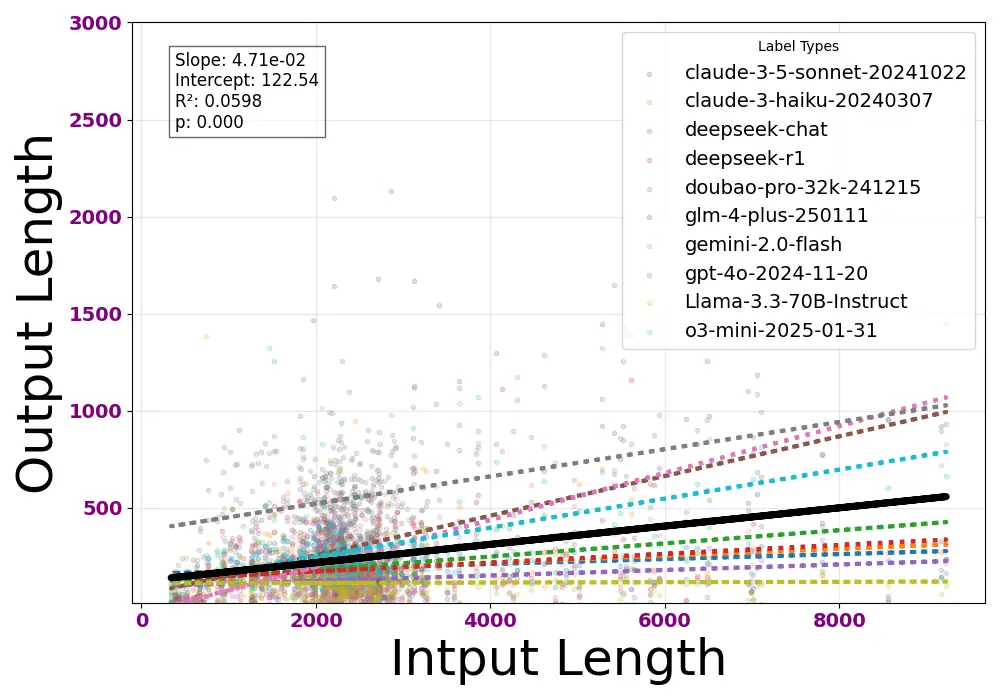 3000
2500
2000
1500
1000
500
Output Length
Slope: 4.71e-02
Intercept: 122.54
R²: 0.0598
p: 0.000
Label Types
claude-3-5-sonnet-20241022
claude-3-haiku-20240307
deepseek-chat
deepseek-r1
doubao-pro-32k-241215
glm-4-plus-250111
gemini-2.0-flash
gpt-4o-2024-11-20
Llama-3.3-70B-Instruct
o3-mini-2025-01-31
0 2000 4000 6000 8000
Intput Length